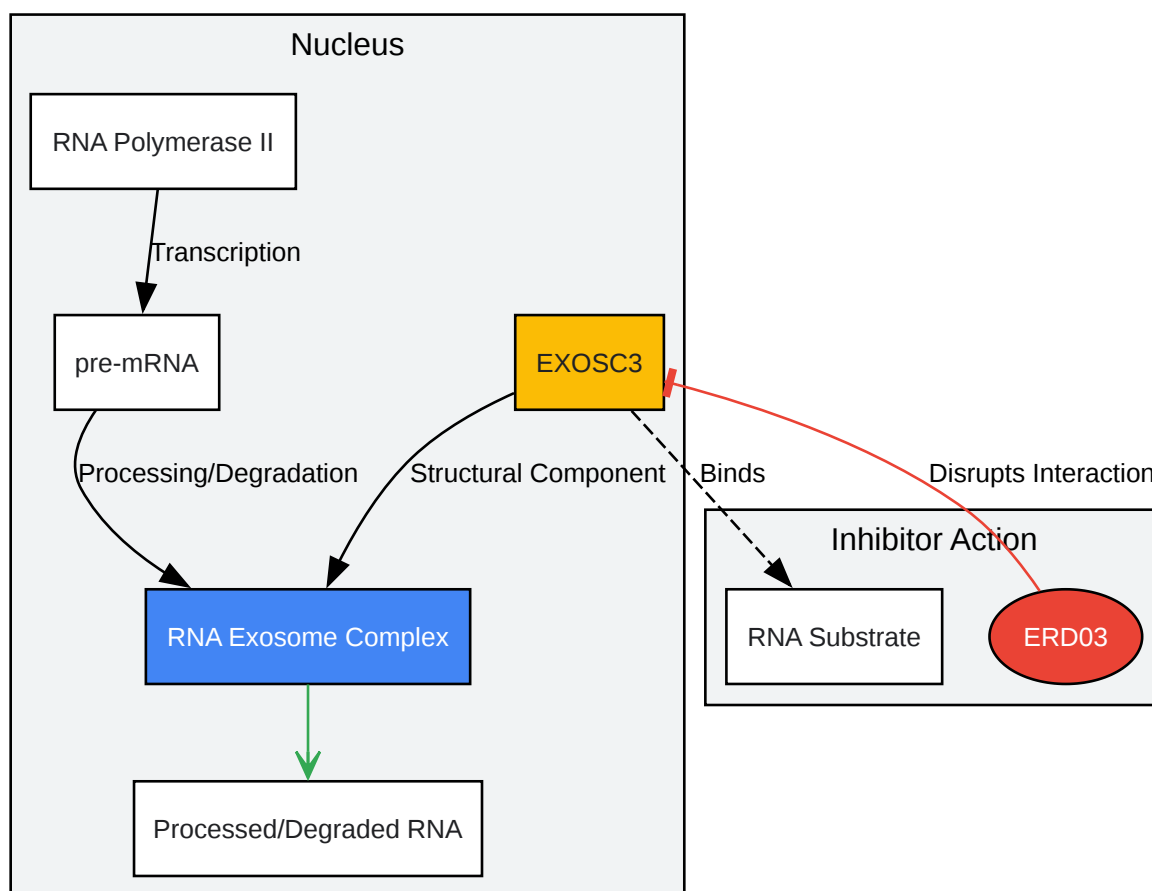 Nucleus
RNA Polymerase II
Transcription
pre-mRNA
EXOSC3
Processing/Degradation
Structural Component
Binds
Disrupts Interaction
Inhibitor Action
RNA Exosome Complex
RNA Substrate
ERD03
Processed/Degraded RNA